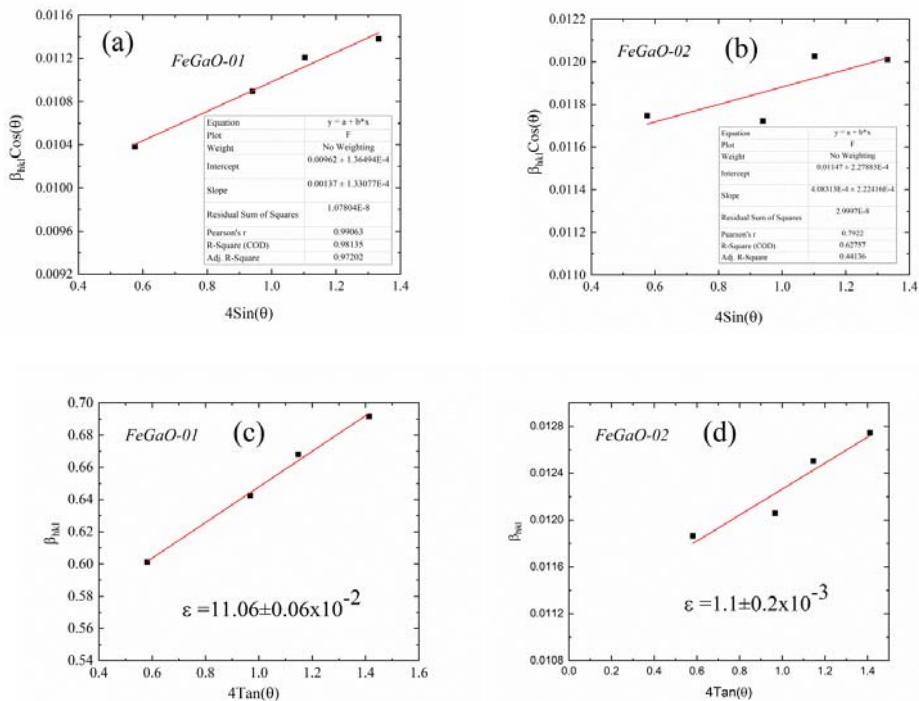 (a)
FeGaO-01
β_hkl Cos(θ)
0.0116
0.0112
0.0108
0.0104
0.0100
0.0096
0.0092
Equation y = a + b*x
Plot F
Weight No Weighting
Intercept 0.00962 ± 1.36494E-4
Slope 0.00137 ± 1.33077E-4
Residual Sum of Squares 1.07804E-8
Pearson's r 0.99063
R-Square (COD) 0.98135
Adj. R-Square 0.97202
0.4 0.6 0.8 1.0 1.2 1.4
4Sin(θ)
(b)
FeGaO-02
β_hkl Cos(θ)
0.0122
0.0120
0.0118
0.0116
0.0114
0.0112
0.0110
Equation y = a + b*x
Plot F
Weight No Weighting
Intercept 0.01147 ± 2.27883E-4
Slope 4.08313E-4 ± 2.22416E-4
Residual Sum of Squares 2.9997E-8
Pearson's r 0.7922
R-Square (COD) 0.62757
Adj. R-Square 0.44136
0.4 0.6 0.8 1.0 1.2 1.4
4Sin(θ)
FeGaO-01 (c)
β_hkl
0.70
0.68
0.66
0.64
0.62
0.60
0.58
0.56
0.54
ε =11.06±0.06x10^-2
0.4 0.6 0.8 1.0 1.2 1.4 1.6
4Tan(θ)
FeGaO-02 (d)
β_hkl
0.0128
0.0124
0.0120
0.0116
0.0112
0.0108
ε =1.1±0.2x10^-3
0.0 0.2 0.4 0.6 0.8 1.0 1.2 1.4
4Tan(θ)